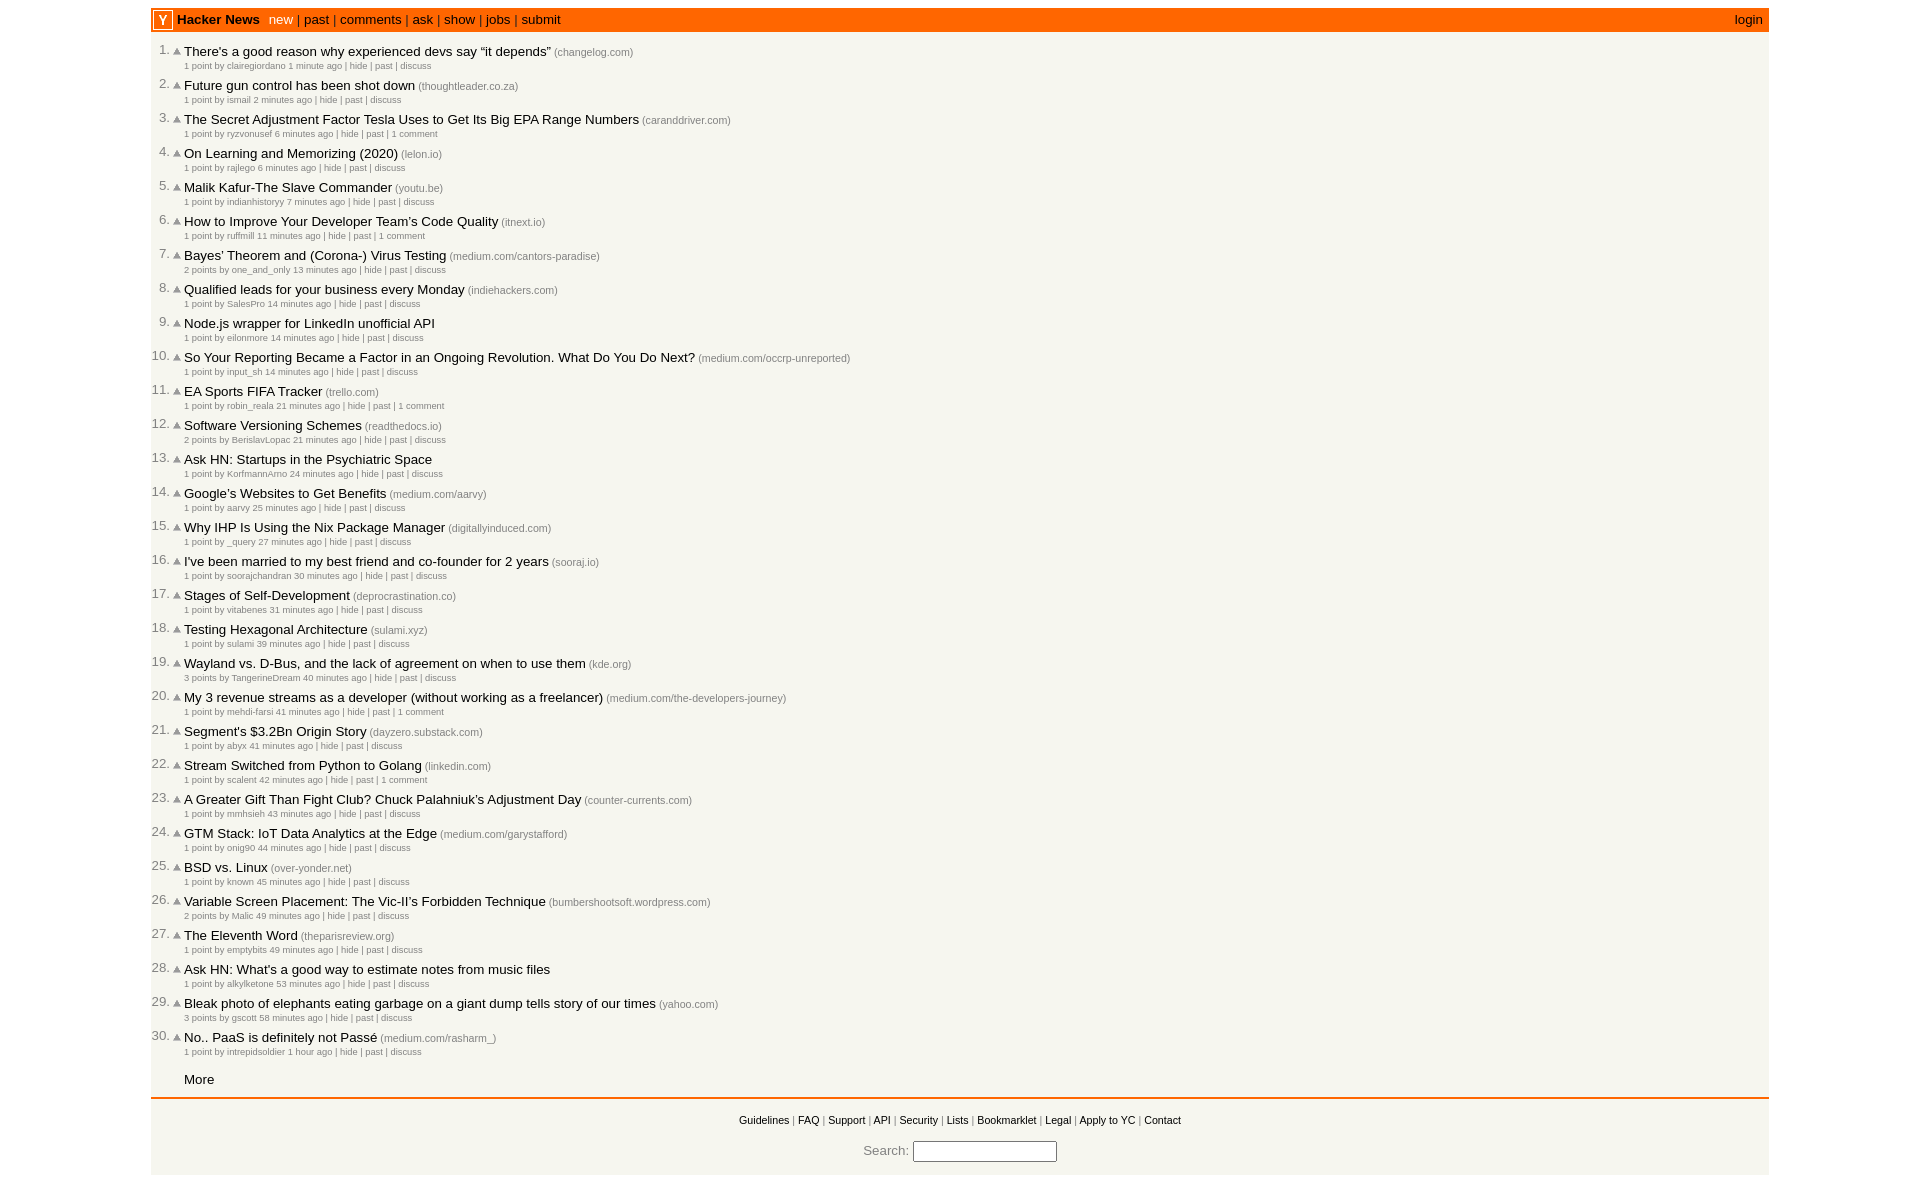 Y Hacker News new | past | comments | ask | show | jobs | submit login
1. There's a good reason why experienced devs say “it depends” (changelog.com)
1 point by clairegiordano 1 minute ago | hide | past | discuss
2. Future gun control has been shot down (thoughtleader.co.za)
1 point by ismail 2 minutes ago | hide | past | discuss
3. The Secret Adjustment Factor Tesla Uses to Get Its Big EPA Range Numbers (caranddriver.com)
1 point by ryzvonusef 6 minutes ago | hide | past | 1 comment
4. On Learning and Memorizing (2020) (lelon.io)
1 point by rajlego 6 minutes ago | hide | past | discuss
5. Malik Kafur-The Slave Commander (youtu.be)
1 point by indianhistoryy 7 minutes ago | hide | past | discuss
6. How to Improve Your Developer Team’s Code Quality (itnext.io)
1 point by ruffmill 11 minutes ago | hide | past | 1 comment
7. Bayes’ Theorem and (Corona-) Virus Testing (medium.com/cantors-paradise)
2 points by one_and_only 13 minutes ago | hide | past | discuss
8. Qualified leads for your business every Monday (indiehackers.com)
1 point by SalesPro 14 minutes ago | hide | past | discuss
9. Node.js wrapper for LinkedIn unofficial API
1 point by eilonmore 14 minutes ago | hide | past | discuss
10. So Your Reporting Became a Factor in an Ongoing Revolution. What Do You Do Next? (medium.com/occrp-unreported)
1 point by input_sh 14 minutes ago | hide | past | discuss
11. EA Sports FIFA Tracker (trello.com)
1 point by robin_reala 21 minutes ago | hide | past | 1 comment
12. Software Versioning Schemes (readthedocs.io)
2 points by BerislavLopac 21 minutes ago | hide | past | discuss
13. Ask HN: Startups in the Psychiatric Space
1 point by KorfmannArno 24 minutes ago | hide | past | discuss
14. Google’s Websites to Get Benefits (medium.com/aarvy)
1 point by aarvy 25 minutes ago | hide | past | discuss
15. Why IHP Is Using the Nix Package Manager (digitallyinduced.com)
1 point by _query 27 minutes ago | hide | past | discuss
16. I've been married to my best friend and co-founder for 2 years (sooraj.io)
1 point by soorajchandran 30 minutes ago | hide | past | discuss
17. Stages of Self-Development (deprocrastination.co)
1 point by vitabenes 31 minutes ago | hide | past | discuss
18. Testing Hexagonal Architecture (sulami.xyz)
1 point by sulami 39 minutes ago | hide | past | discuss
19. Wayland vs. D-Bus, and the lack of agreement on when to use them (kde.org)
3 points by TangerineDream 40 minutes ago | hide | past | discuss
20. My 3 revenue streams as a developer (without working as a freelancer) (medium.com/the-developers-journey)
1 point by mehdi-farsi 41 minutes ago | hide | past | 1 comment
21. Segment's $3.2Bn Origin Story (dayzero.substack.com)
1 point by abyx 41 minutes ago | hide | past | discuss
22. Stream Switched from Python to Golang (linkedin.com)
1 point by scalent 42 minutes ago | hide | past | 1 comment
23. A Greater Gift Than Fight Club? Chuck Palahniuk’s Adjustment Day (counter-currents.com)
1 point by mmhsieh 43 minutes ago | hide | past | discuss
24. GTM Stack: IoT Data Analytics at the Edge (medium.com/garystafford)
1 point by onig90 44 minutes ago | hide | past | discuss
25. BSD vs. Linux (over-yonder.net)
1 point by known 45 minutes ago | hide | past | discuss
26. Variable Screen Placement: The Vic-II’s Forbidden Technique (bumbershootsoft.wordpress.com)
2 points by Malic 49 minutes ago | hide | past | discuss
27. The Eleventh Word (theparisreview.org)
1 point by emptybits 49 minutes ago | hide | past | discuss
28. Ask HN: What's a good way to estimate notes from music files
1 point by alkylketone 53 minutes ago | hide | past | discuss
29. Bleak photo of elephants eating garbage on a giant dump tells story of our times (yahoo.com)
3 points by gscott 58 minutes ago | hide | past | discuss
30. No.. PaaS is definitely not Passé (medium.com/rasharm_)
1 point by intrepidsoldier 1 hour ago | hide | past | discuss
More
Guidelines | FAQ | Support | API | Security | Lists | Bookmarklet | Legal | Apply to YC | Contact
Search: